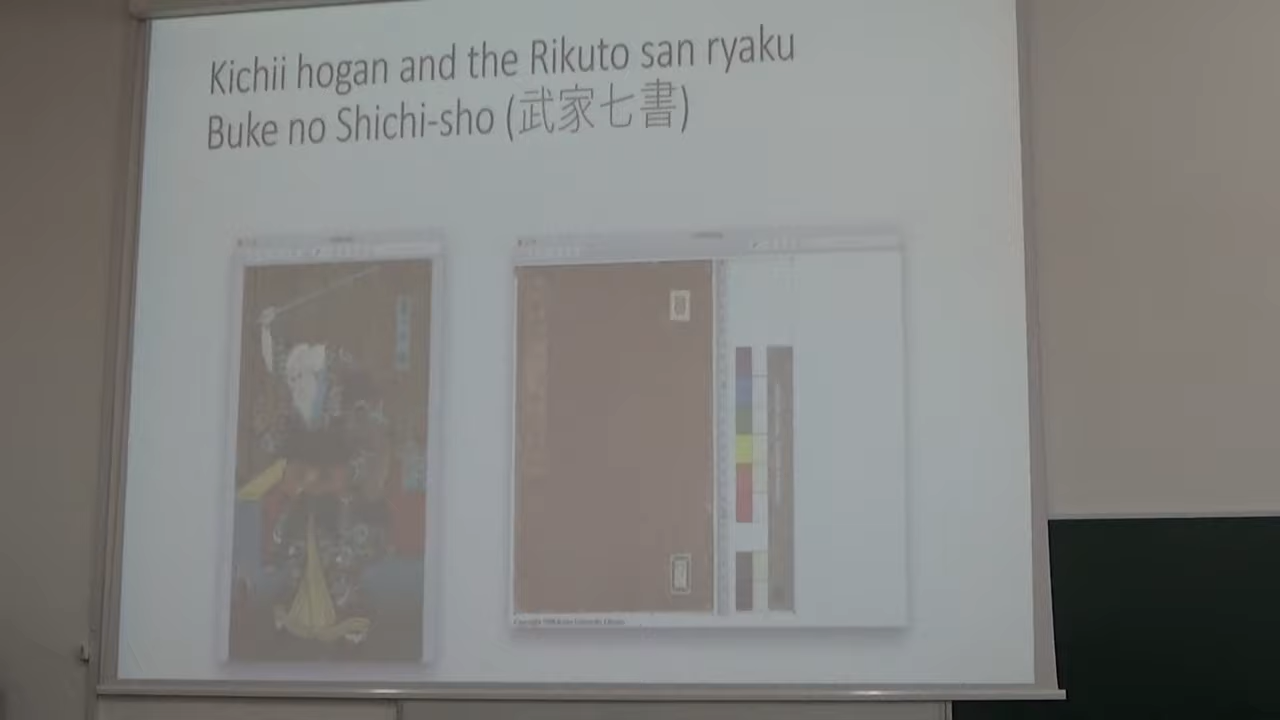 Kichii hogan and the Rikuto san ryaku
Buke no Shichi-sho (武家七書)